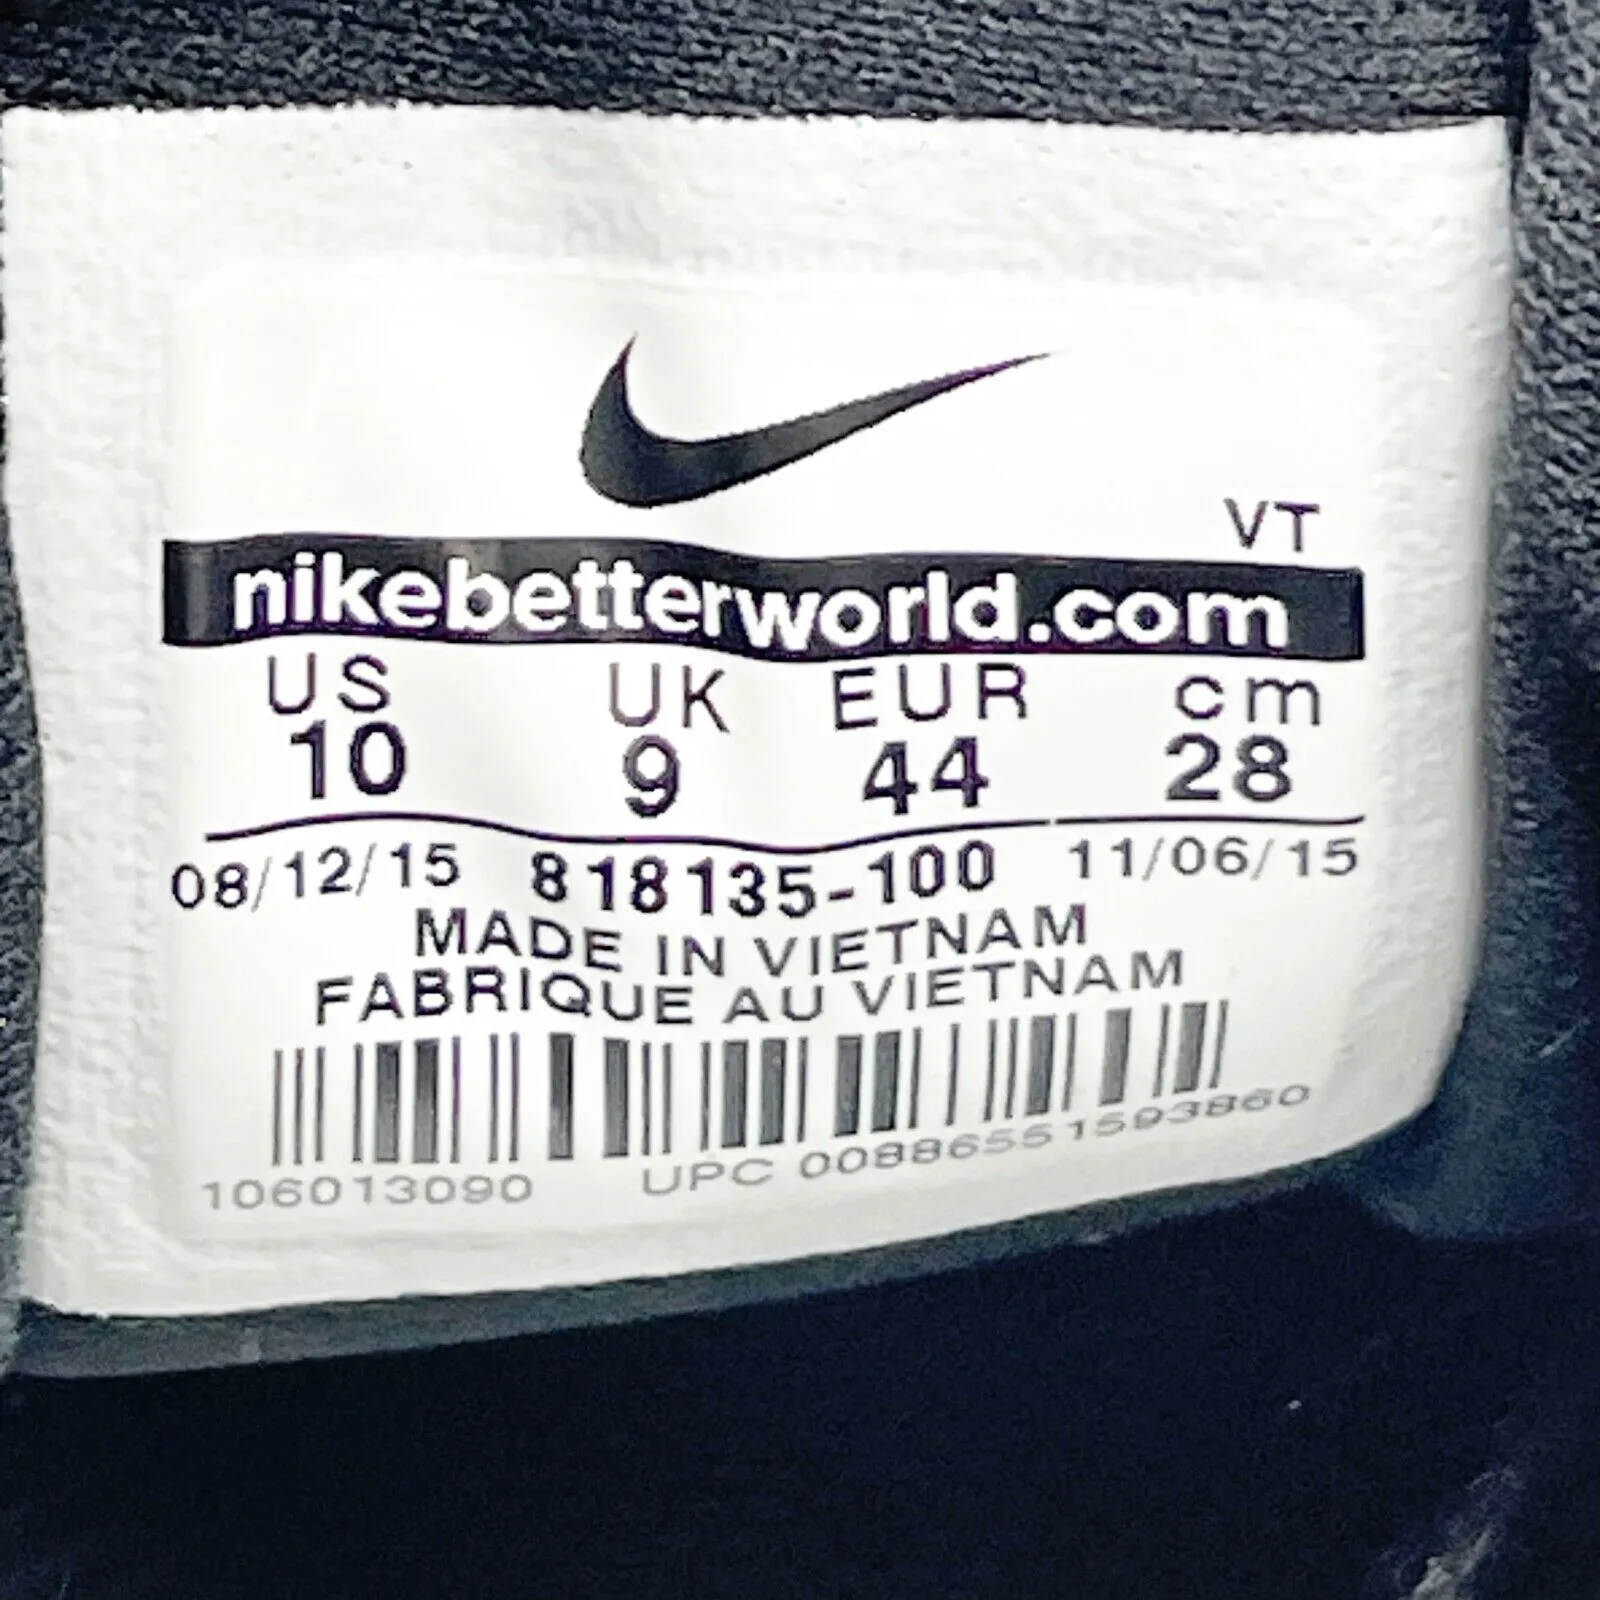 VT
nikebetterworld.com
US UK EUR cm
10 9 44 28
08/12/15 818135-100 11/06/15
MADE IN VIETNAM
FABRIQUE AU VIETNAM
106013090 UPC 00886551593860